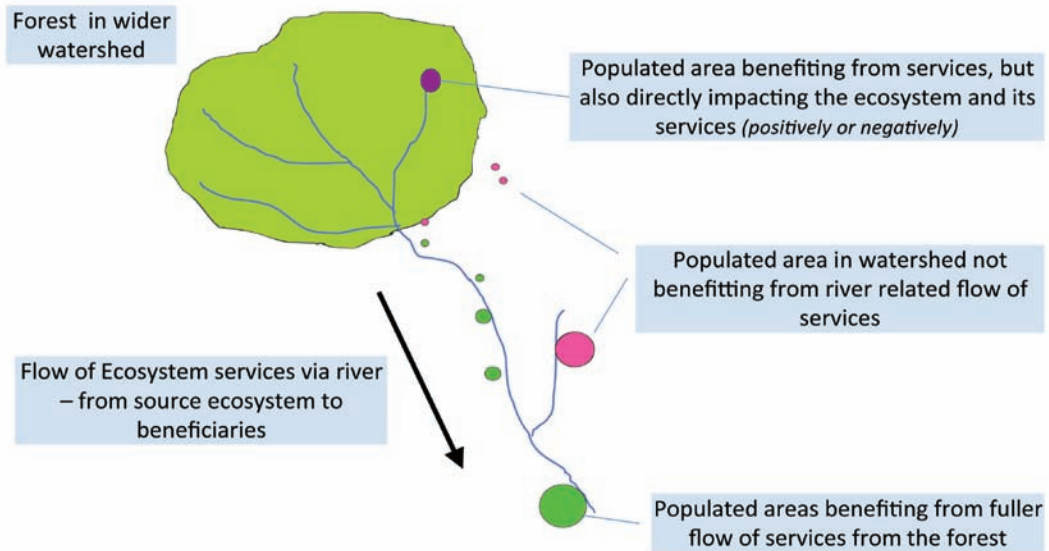 Forest in wider
watershed
Populated area benefiting from services, but
also directly impacting the ecosystem and its
services (positively or negatively)
Populated area in watershed not
benefitting from river related flow of
services
Flow of Ecosystem services via river
– from source ecosystem to
beneficiaries
Populated areas benefiting from fuller
flow of services from the forest